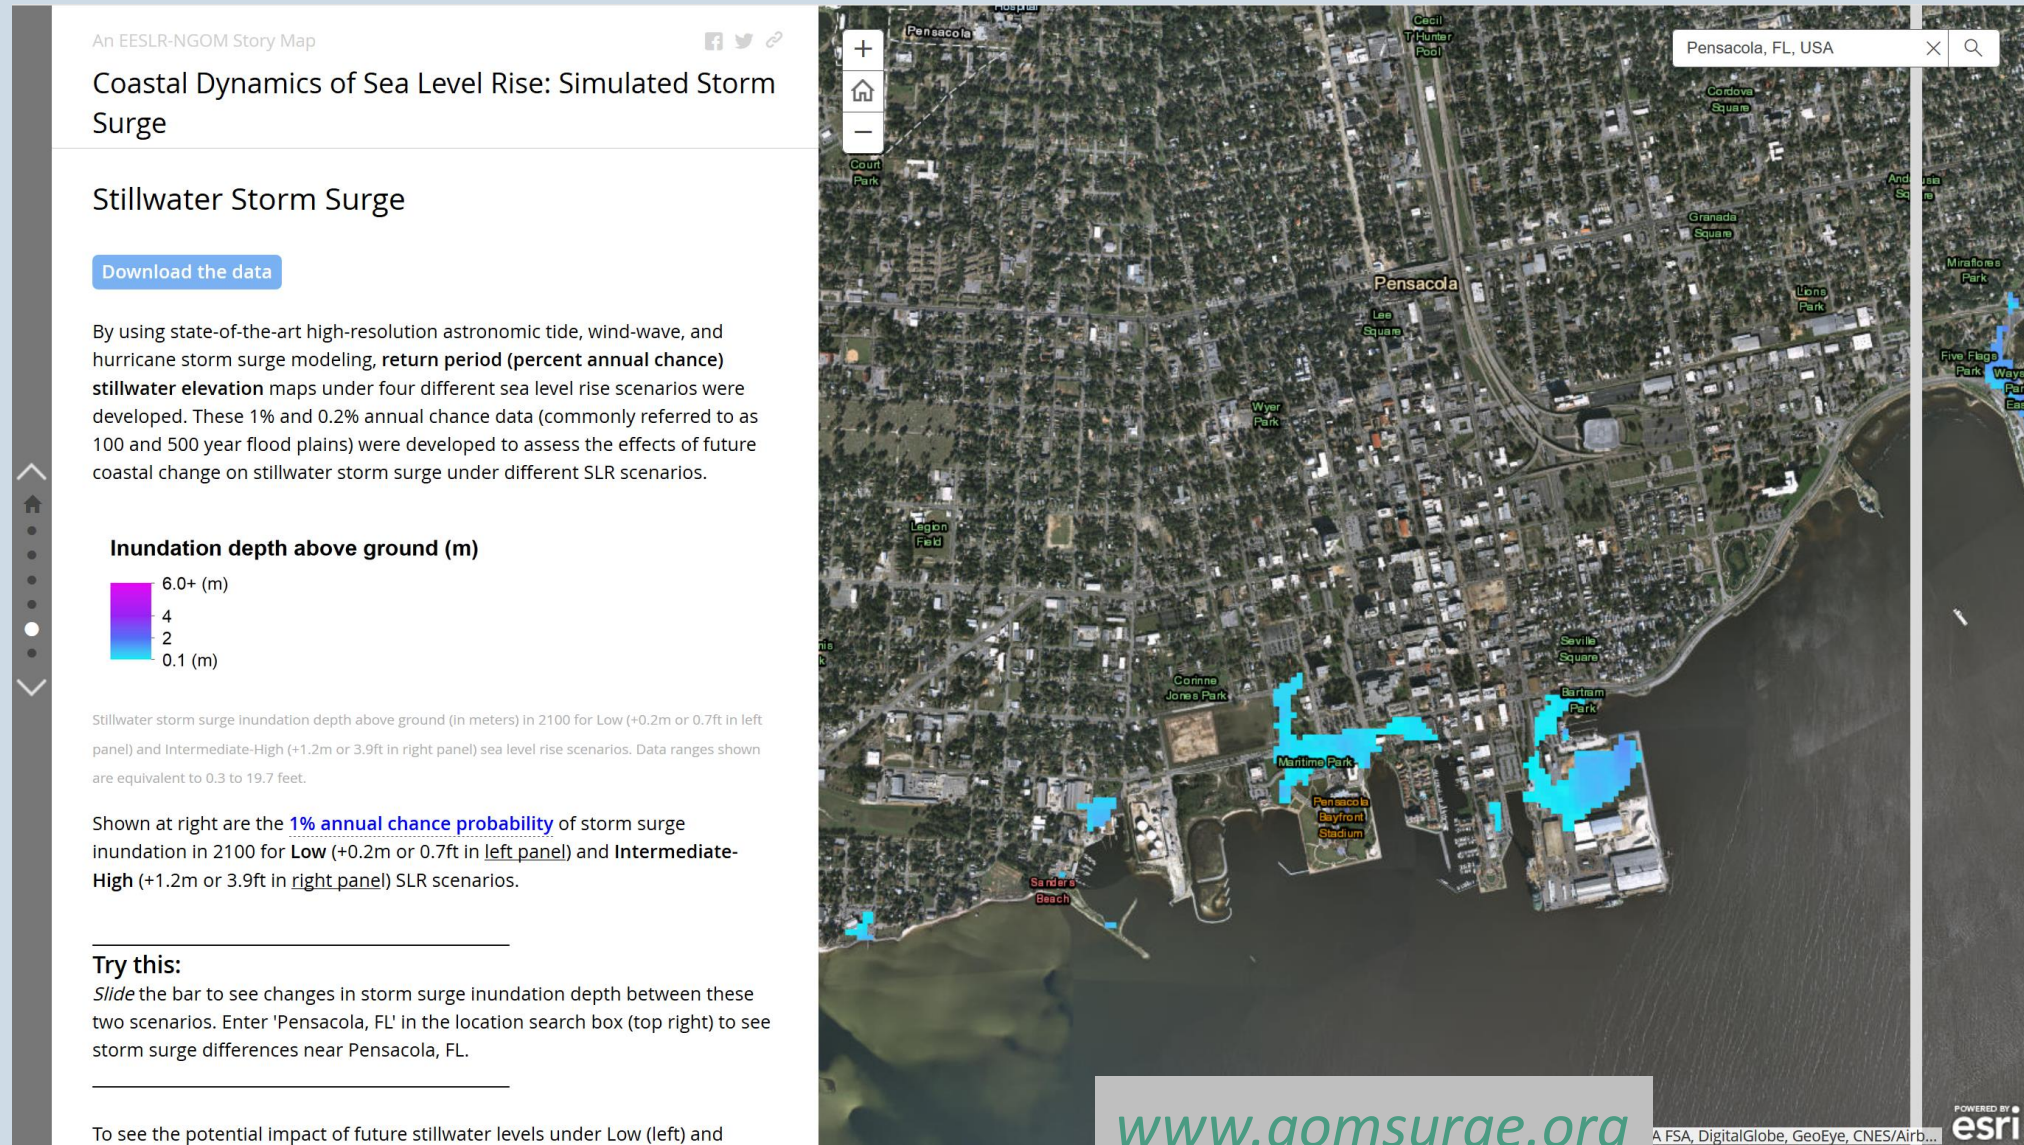 An EESLR-NGOM Story Map
Coastal Dynamics of Sea Level Rise: Simulated Storm
Surge
Stillwater Storm Surge
Download the data
By using state-of-the-art high-resolution astronomic tide, wind-wave, and
hurricane storm surge modeling, return period (percent annual chance)
stillwater elevation maps under four different sea level rise scenarios were
developed. These 1% and 0.2% annual chance data (commonly referred to as
100 and 500 year flood plains) were developed to assess the effects of future
coastal change on stillwater storm surge under different SLR scenarios.
Inundation depth above ground (m)
6.0+ (m)
4
2
0.1 (m)
Stillwater storm surge inundation depth above ground (in meters) in 2100 for Low (+0.2m or 0.7ft in left
panel) and Intermediate-High (+1.2m or 3.9ft in right panel) sea level rise scenarios. Data ranges shown
are equivalent to 0.3 to 19.7 feet.
Shown at right are the 1% annual chance probability of storm surge
inundation in 2100 for Low (+0.2m or 0.7ft in left panel) and Intermediate-
High (+1.2m or 3.9ft in right panel) SLR scenarios.
Try this:
Slide the bar to see changes in storm surge inundation depth between these
two scenarios. Enter 'Pensacola, FL' in the location search box (top right) to see
storm surge differences near Pensacola, FL.
To see the potential impact of future stillwater levels under Low (left) and
Hospital
Pensacola
Cecil
T Hunter
Pool
Pensacola, FL, USA
Cordova
Square
Court
Park
Granada
Square
Miraflores
Park
Pensacola
Lions
Park
Lee
Square
Five Flags
Park
Wyer
Park
Legion
Field
Seville
Square
Corinne
Jones Park
Bartram
Park
Maritime Park
Pensacola
Bayfront
Stadium
Sanders
Beach
www.gomsurge.org
POWERED BY
esri
A FSA, DigitalGlobe, GeoEye, CNES/Airb...